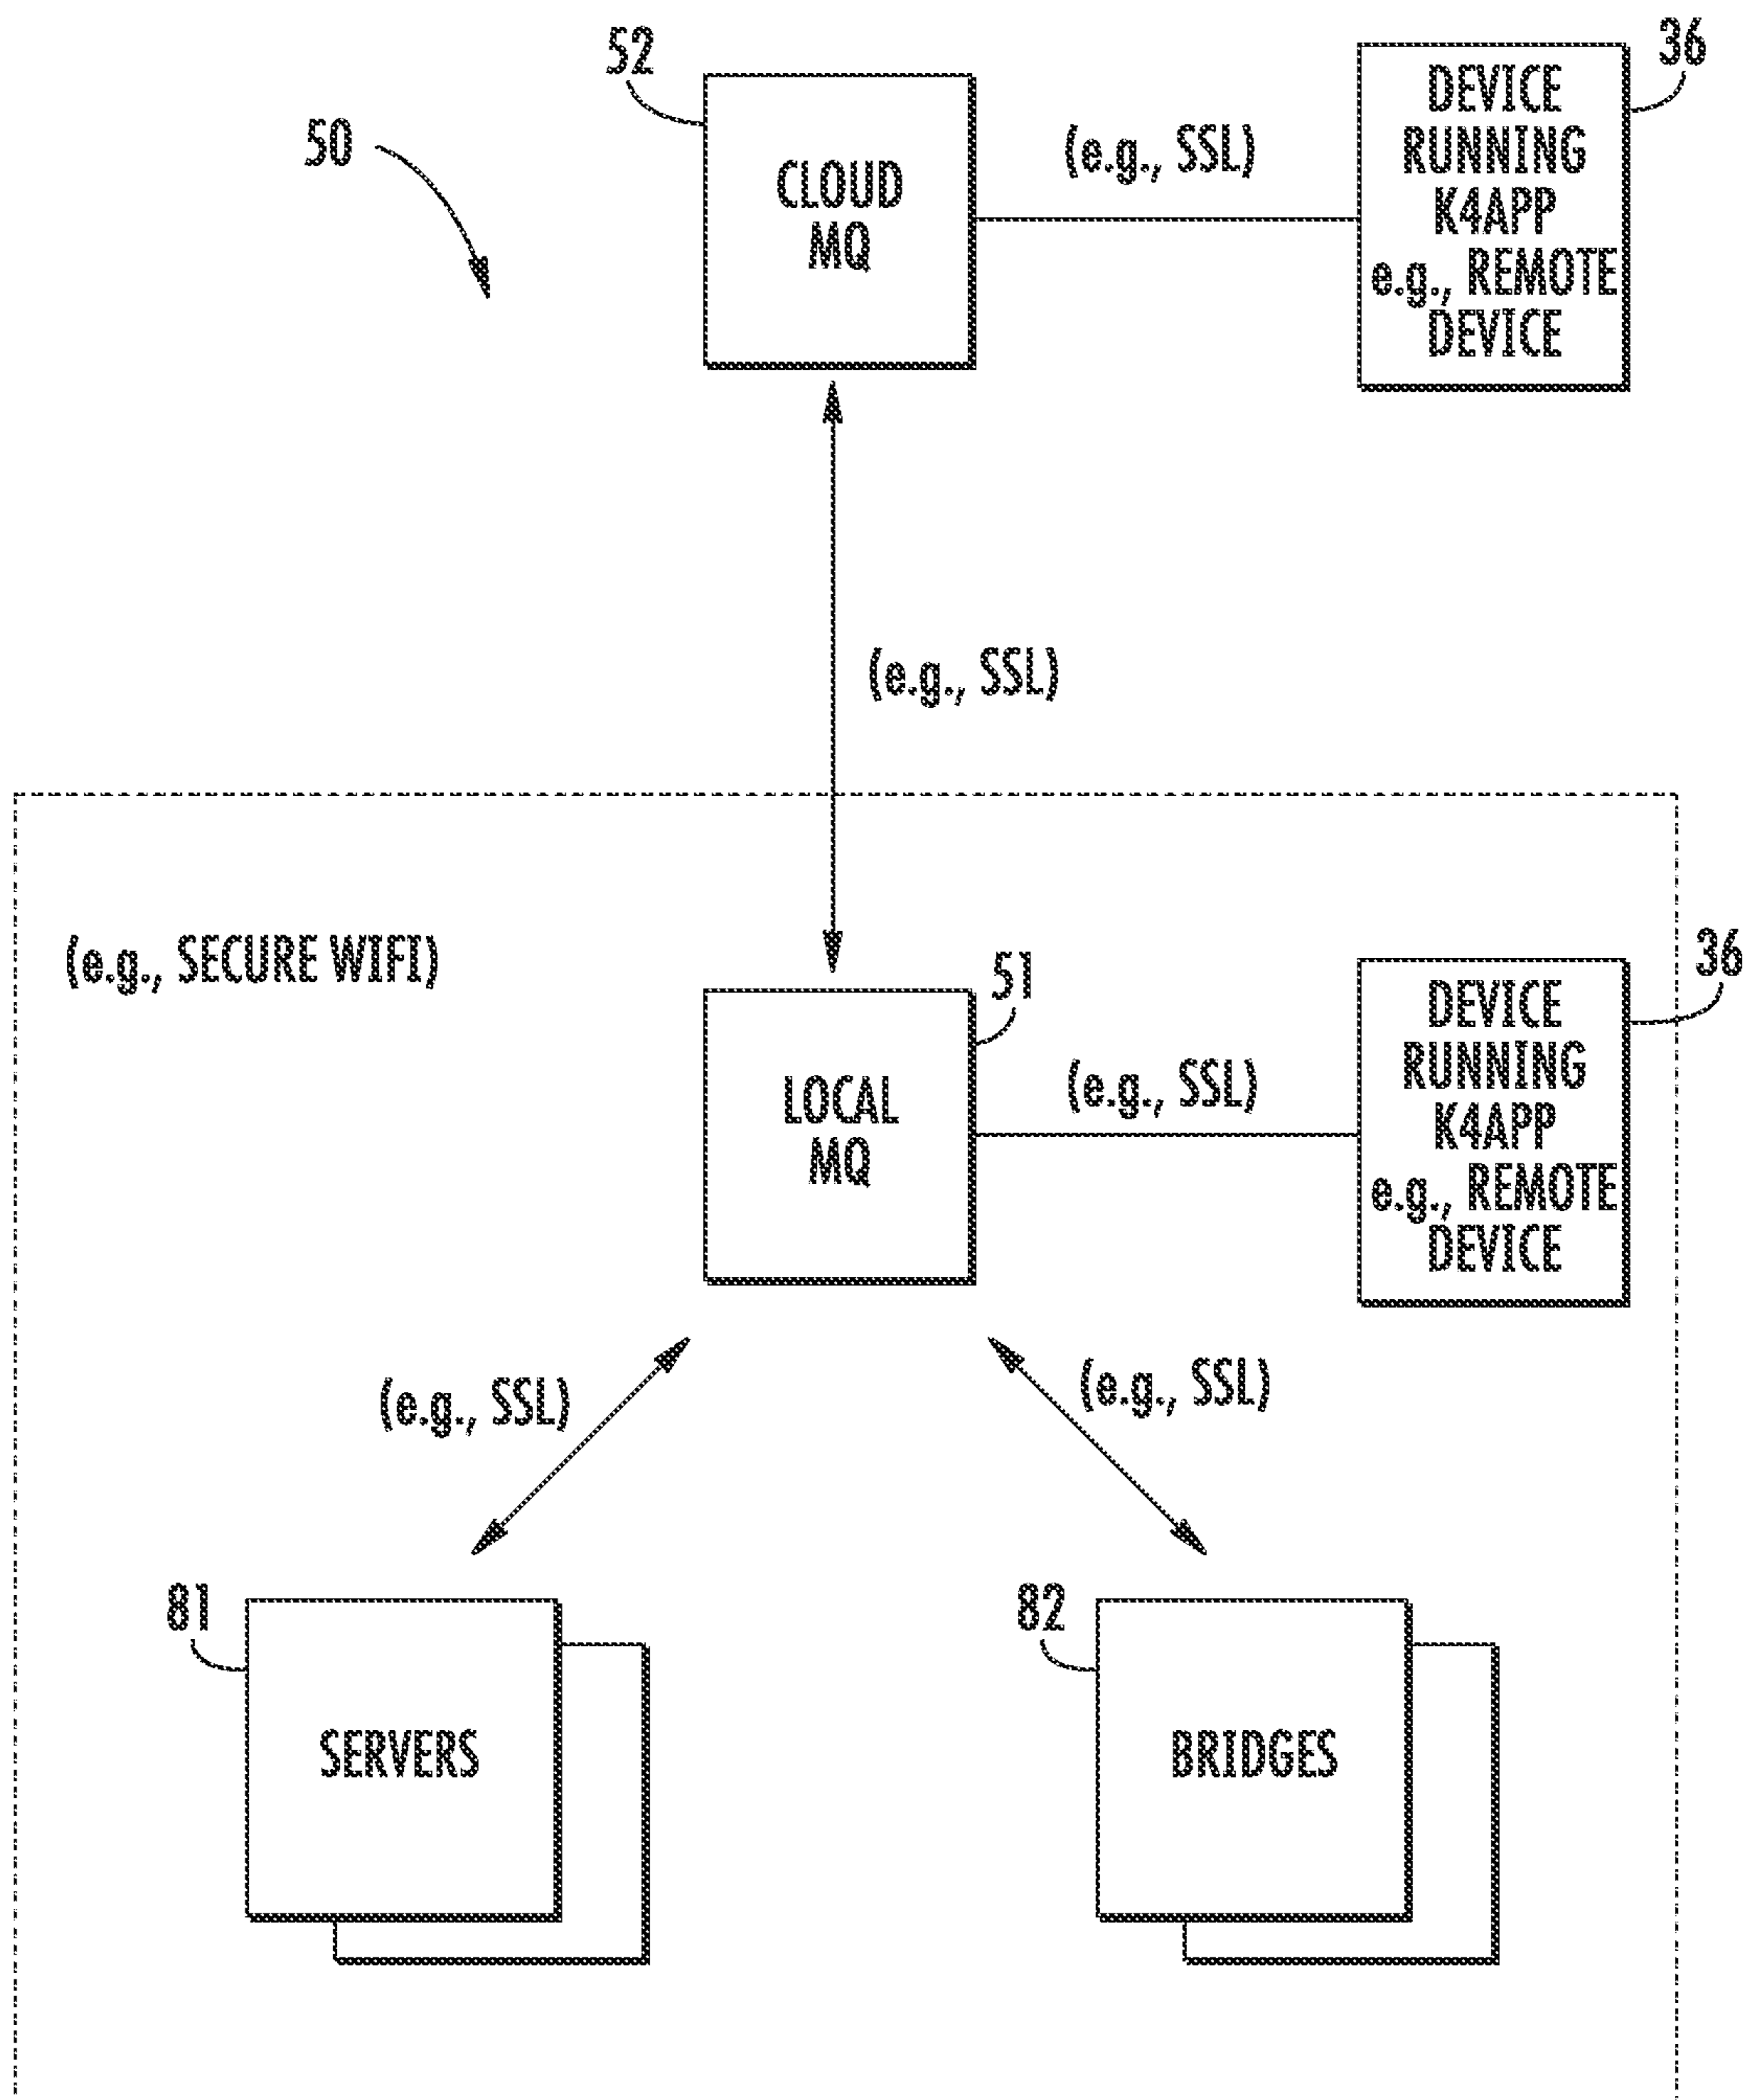 52
36
50
CLOUD
MQ
(e.g., SSL)
DEVICE
RUNNING
K4APP
e.g., REMOTE
DEVICE
(e.g., SSL)
(e.g., SECURE WIFI)
51
36
LOCAL
MQ
(e.g., SSL)
DEVICE
RUNNING
K4APP
e.g., REMOTE
DEVICE
(e.g., SSL)
(e.g., SSL)
81
82
SERVERS
BRIDGES